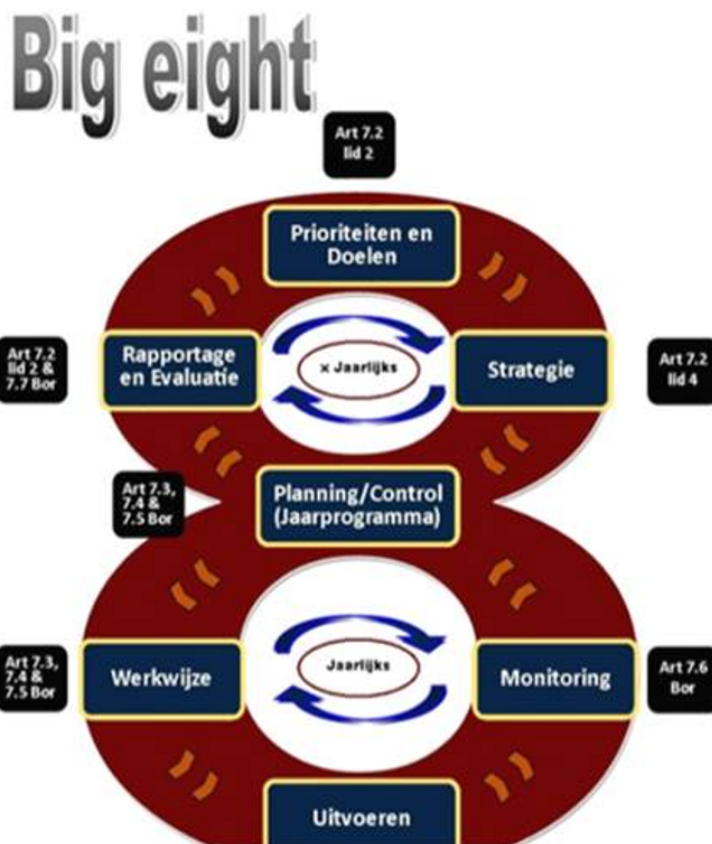 Big eight
Art 7.2
lid 2
Prioriteiten en
Doelen
Art 7.2
lid 2 &
7.7 Bor
Rapportage
en Evaluatie
x Jaarlijks
Strategie
Art 7.2
lid 4
Art 7.3,
7.4 &
7.5 Bor
Planning/Control
(Jaarprogramma)
Art 7.3,
7.4 &
7.5 Bor
Werkwijze
Jaarlijks
Monitoring
Art 7.6
Bor
Uitvoeren